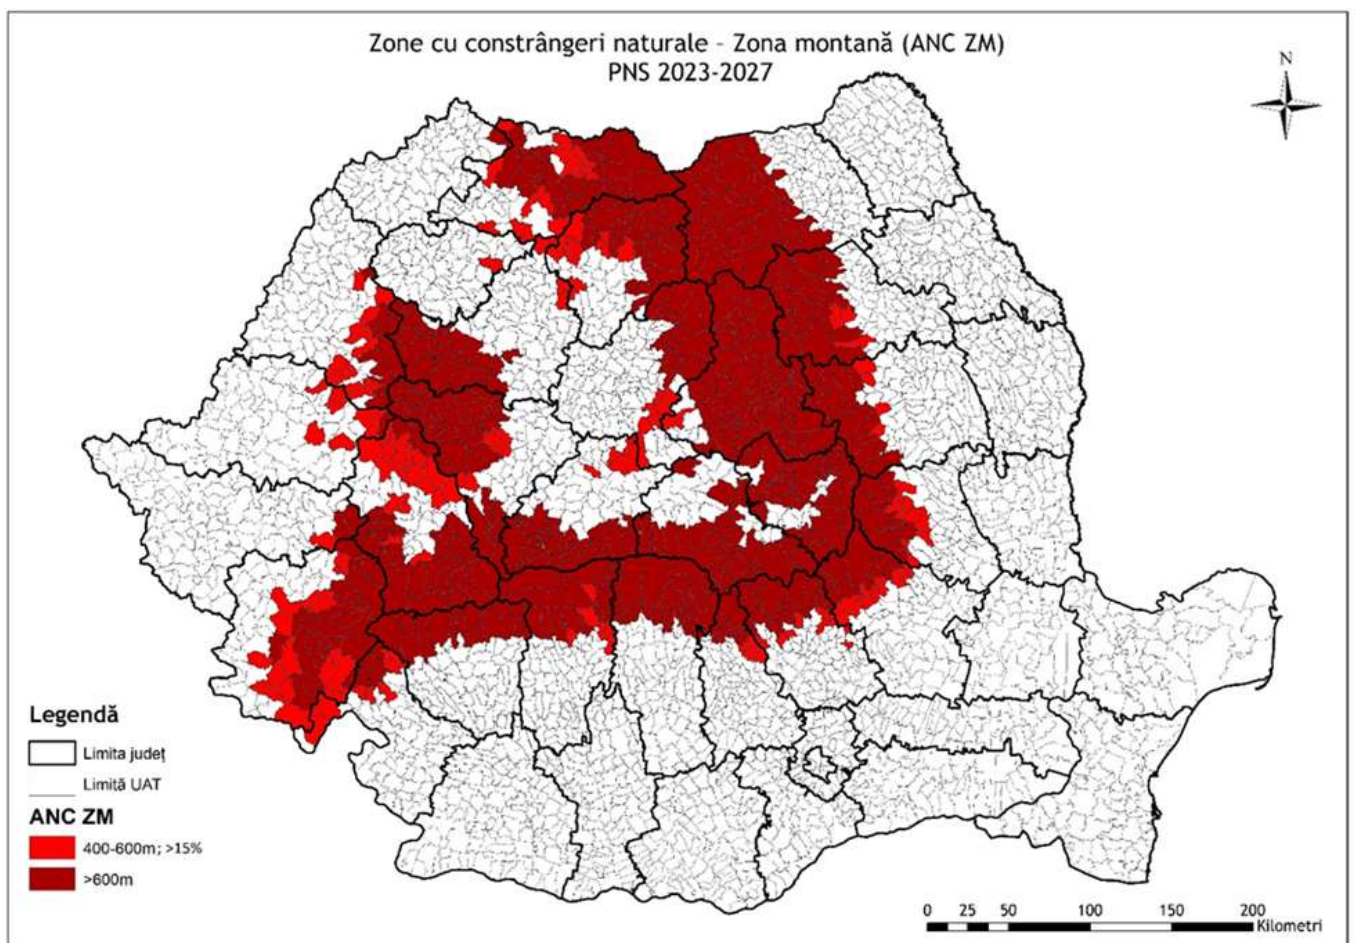 Zone cu constrângeri naturale - Zona montană (ANC ZM)
PNS 2023-2027
N
Legendă
Limita județ
Limită UAT
ANC ZM
400-600m; >15%
>600m
0 25 50 100 150 200
Kilometri